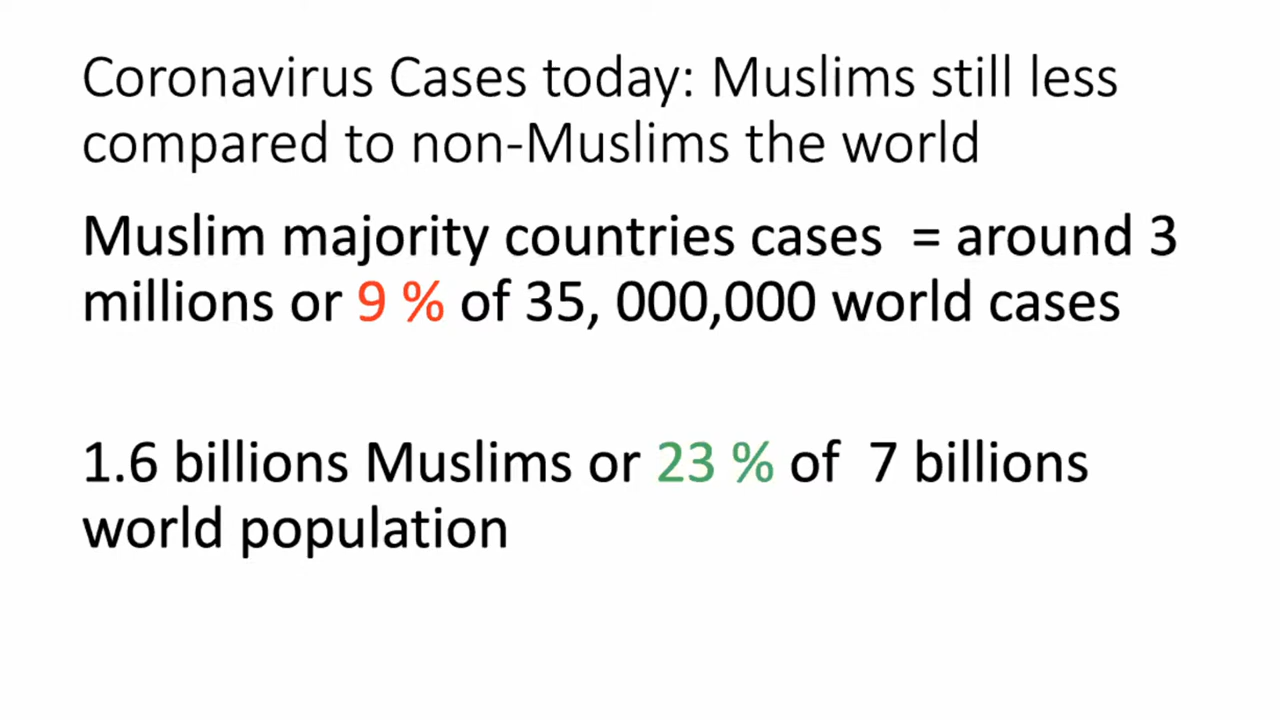 Coronavirus Cases today: Muslims still less
compared to non-Muslims the world
Muslim majority countries cases = around 3
millions or 9 % of 35, 000,000 world cases
1.6 billions Muslims or 23 % of 7 billions
world population